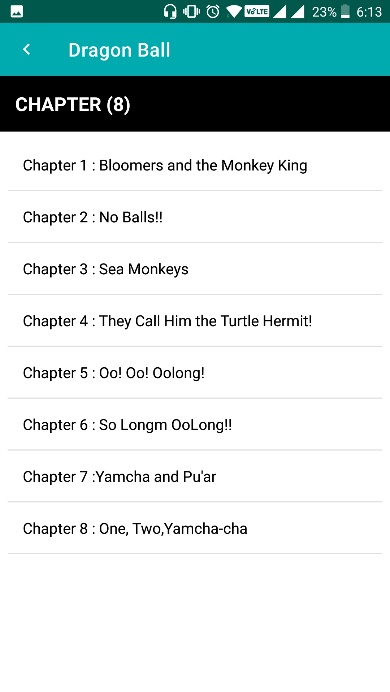 VoLTE 23% 6:13
Dragon Ball
CHAPTER (8)
Chapter 1 : Bloomers and the Monkey King
Chapter 2 : No Balls!!
Chapter 3 : Sea Monkeys
Chapter 4 : They Call Him the Turtle Hermit!
Chapter 5 : Oo! Oo! Oolong!
Chapter 6 : So Longm OoLong!!
Chapter 7 :Yamcha and Pu'ar
Chapter 8 : One, Two,Yamcha-cha